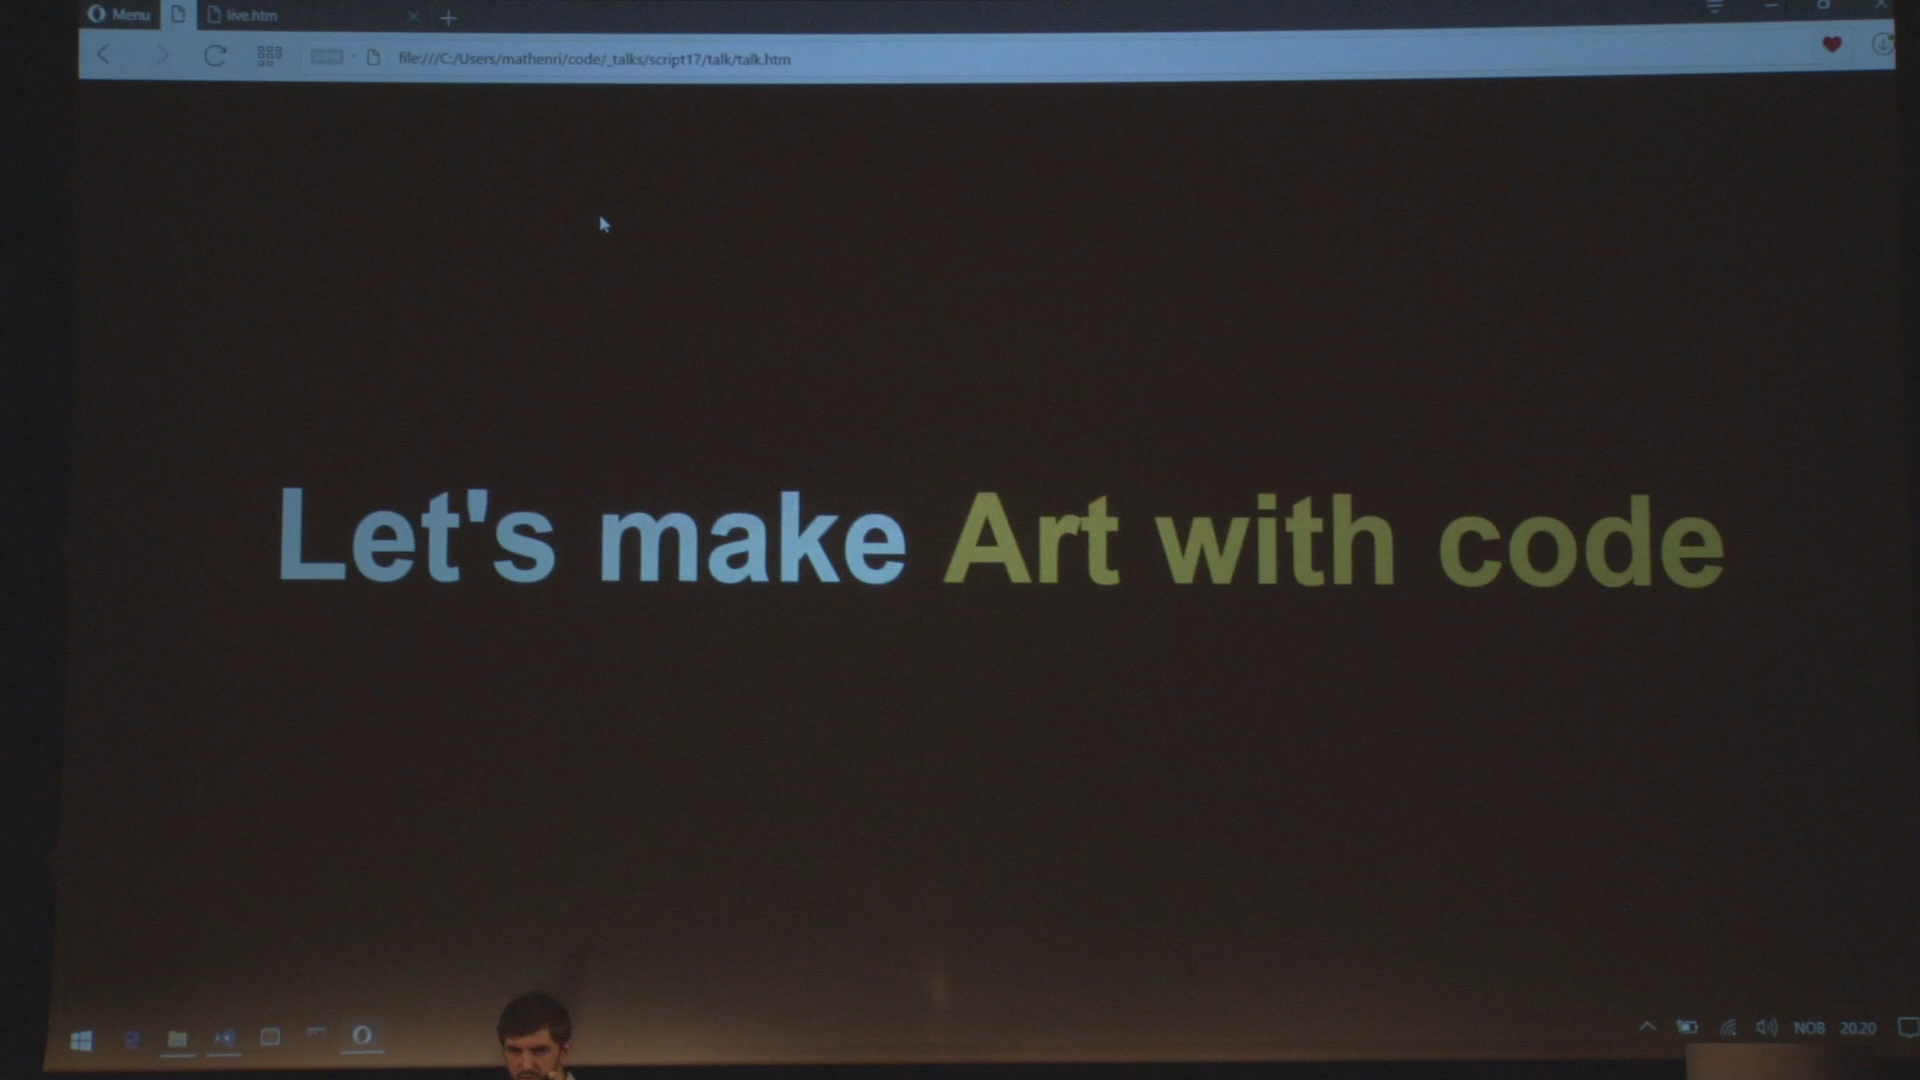 Menu
live.htm
file:///C:/Users/mathenri/code/_talks/script17/talk/talk.htm
Let's make Art with code
NOB 20.20